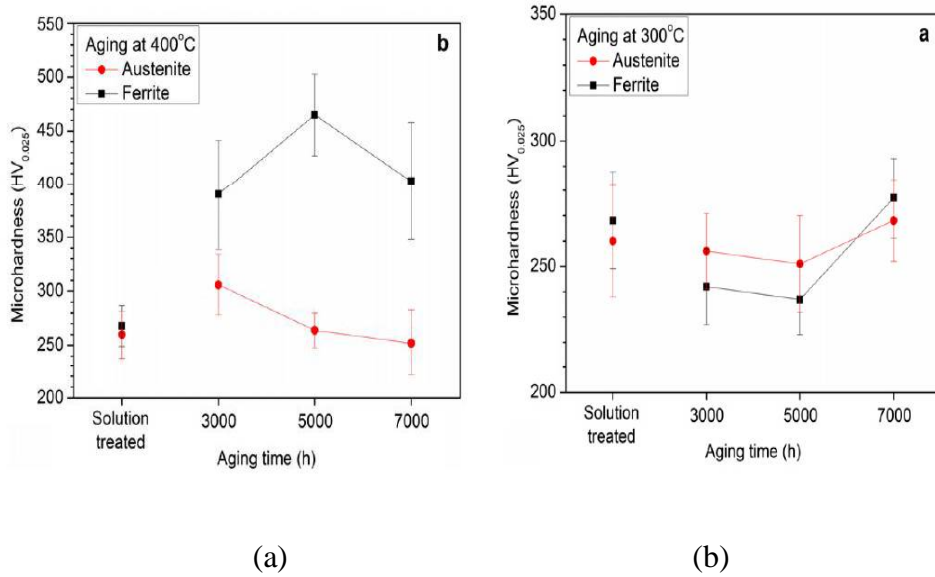 Aging at 400°C
Austenite
Ferrite
b
550
500
450
400
350
300
250
200
Microhardness (HV0.025)
Solution treated
3000
5000
7000
Aging time (h)
Aging at 300°C
Austenite
Ferrite
a
350
300
250
200
Microhardness (HV0.025)
Solution treated
3000
5000
7000
Aging time (h)
(a)
(b)